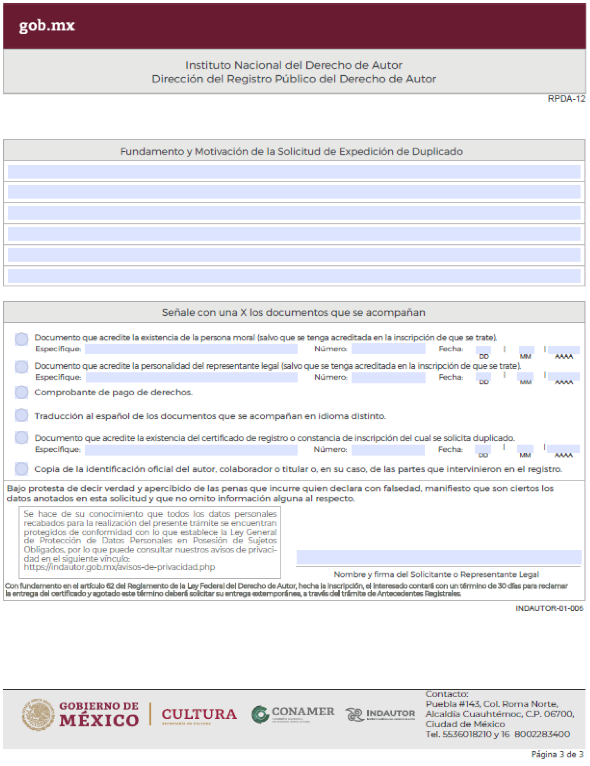 gob.mx
Instituto Nacional del Derecho de Autor
Dirección del Registro Público del Derecho de Autor
RPDA-12
Fundamento y Motivación de la Solicitud de Expedición de Duplicado
Señale con una X los documentos que se acompañan
Documento que acredite la existencia de la persona moral (salvo que se tenga acreditada en la inscripción de que se trate).
Especifique: Número: Fecha: | |
DD MM AAAA
Documento que acredite la personalidad del representante legal (salvo que se tenga acreditada en la inscripción de que se trate).
Especifique: Número: Fecha: | |
DD MM AAAA
Comprobante de pago de derechos.
Traducción al español de los documentos que se acompañan en idioma distinto.
Documento que acredite la existencia del certificado de registro o constancia de inscripción del cual se solicita duplicado.
Especifique: Número: Fecha: | |
DD MM AAAA
Copia de la identificación oficial del autor, colaborador o titular o, en su caso, de las partes que intervinieron en el registro.
Bajo protesta de decir verdad y apercibido de las penas que incurre quien declara con falsedad, manifiesto que son ciertos los
datos anotados en esta solicitud y que no omito información alguna al respecto.
Se hace de su conocimiento que todos los datos personales
recabados para la realización del presente trámite se encuentran
protegidos de conformidad con lo que establece la Ley General
de Protección de Datos Personales en Posesión de Sujetos
Obligados, por lo que puede consultar nuestros avisos de privaci-
dad en el siguiente vínculo:
https://indautor.gob.mx/avisos-de-privacidad.php
Nombre y firma del Solicitante o Representante Legal
Con fundamento en el artículo 62 del Reglamento de la Ley Federal del Derecho de Autor, hecha la inscripción, el interesado contará con un término de 30 días para reclamar
la entrega del certificado y agotado este término deberá solicitar su entrega extemporánea, a través del trámite de Antecedentes Registrales.
INDAUTOR-01-006
GOBIERNO DE
MÉXICO
CULTURA
SECRETARÍA DE CULTURA
CONAMER
INDAUTOR
Contacto:
Puebla #143, Col. Roma Norte,
Alcaldía Cuauhtémoc, C.P. 06700,
Ciudad de México
Tel. 5536018210 y 16 8002283400
Página 3 de 3